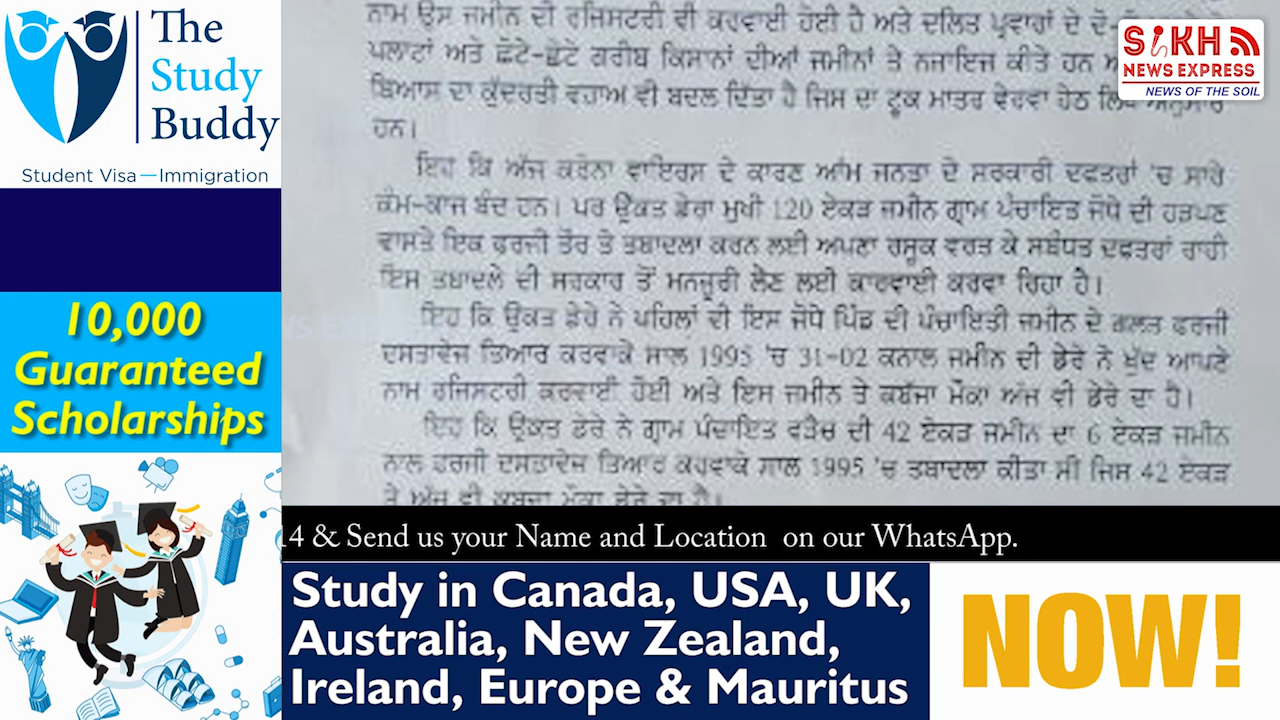 The
Study
Buddy
Student Visa—Immigration
10,000
Guaranteed
Scholarships
ਨਾਮ ਉਸ ਜਮੀਨ ਦੀ ਰਜਿਸਟਰੀ ਵੀ ਕਰਵਾਈ ਹੋਈ ਹੈ ਅਤੇ ਦਲਿਤ ਪ੍ਰਵਾਰਾਂ ਦੇ
ਪਲਾਟਾਂ ਅਤੇ ਛੋਟੇ-ਛੋਟੇ ਗਰੀਬ ਕਿਸਾਨਾਂ ਦੀਆਂ ਜਮੀਨਾਂ ਤੇ ਨਜਾਇਜ ਕੀਤੇ ਹਨ
ਬਿਆਸ ਦਾ ਕੁੱਦਰਤੀ ਵਹਾਅ ਵੀ ਬਦਲ ਦਿੱਤਾ ਹੈ ਜਿਸ ਦਾ ਟੂਕ ਮਾਤਰ ਵੇਰਵਾ ਹੇਠ ਲਿਖੇ ਅਨੁਸਾਰ
ਹਨ।
ਇਹ ਕਿ ਅੱਜ ਕਰੋਨਾ ਵਾਇਰਸ ਦੇ ਕਾਰਣ ਆਮ ਜਨਤਾ ਦੇ ਸਰਕਾਰੀ ਦਫਤਰਾਂ 'ਚ ਸਾਰੇ
ਕੰਮ-ਕਾਜ ਬੰਦ ਹਨ। ਪਰ ਉਕਤ ਡੇਰਾ ਮੁਖੀ 120 ਏਕੜ ਜਮੀਨ ਗ੍ਰਾਮ ਪੰਚਾਇਤ ਜੋਧੇ ਦੀ ਹੜਪਣ
ਵਾਸਤੇ ਇਕ ਫਰਜੀ ਤੌਰ ਤੇ ਤਬਾਦਲਾ ਕਰਨ ਲਈ ਅਪਣਾ ਰਸੂਕ ਵਰਤ ਕੇ ਸਬੰਧਤ ਦਫਤਰਾਂ ਰਾਹੀ
ਇਸ ਤਬਾਦਲੇ ਦੀ ਸਰਕਾਰ ਤੋਂ ਮਨਜੂਰੀ ਲੈਣ ਲਈ ਕਾਰਵਾਈ ਕਰਵਾ ਰਿਹਾ ਹੈ।
ਇਹ ਕਿ ਉਕਤ ਡੇਰੇ ਨੇ ਪਹਿਲਾਂ ਦੀ ਇਸ ਜੋਧੇ ਪਿੰਡ ਦੀ ਪੰਚਾਇਤੀ ਜਮੀਨ ਦੇ ਗਲਤ ਫਰਜੀ
ਦਸਤਾਵੇਜ ਤਿਆਰ ਕਰਵਾਕੇ ਸਾਲ 1995 'ਚ 31-02 ਕਨਾਲ ਜਮੀਨ ਦੀ ਡੇਰੇ ਨੇ ਖੁੱਦ ਆਪਣੇ
ਨਾਮ ਰਜਿਸਟਰੀ ਕਰਵਾਈ ਹੋਈ ਅਤੇ ਇਸ ਜਮੀਨ ਤੇ ਕਬਜਾ ਮੌਕਾ ਅੱਜ ਵੀ ਡੇਰੇ ਦਾ ਹੈ।
ਇਹ ਕਿ ਉਕਤ ਡੇਰੇ ਨੇ ਗ੍ਰਾਮ ਪੰਚਾਇਤ ਵੜੈਚ ਦੀ 42 ਏਕੜ ਜਮੀਨ ਦਾ 6 ਏਕੜ ਜਮੀਨ
ਨਾਲ ਫਰਜੀ ਦਸਤਾਵੇਜ ਤਿਆਰ ਕਰਵਾਕੇ ਸਾਲ 1995 'ਚ ਤਬਾਦਲਾ ਕੀਤਾ ਸੀ ਜਿਸ 42 ਏਕੜ
ਤੇ ਅੱਜ ਵੀ ਕਬਜਾ ਮੌਕਾ ਡੇਰੇ ਦਾ ਹੈ।
SIKH
NEWS EXPRESS
NEWS OF THE SOIL
14 & Send us your Name and Location on our WhatsApp.
Study in Canada, USA, UK,
Australia, New Zealand,
Ireland, Europe & Mauritus
NOW!